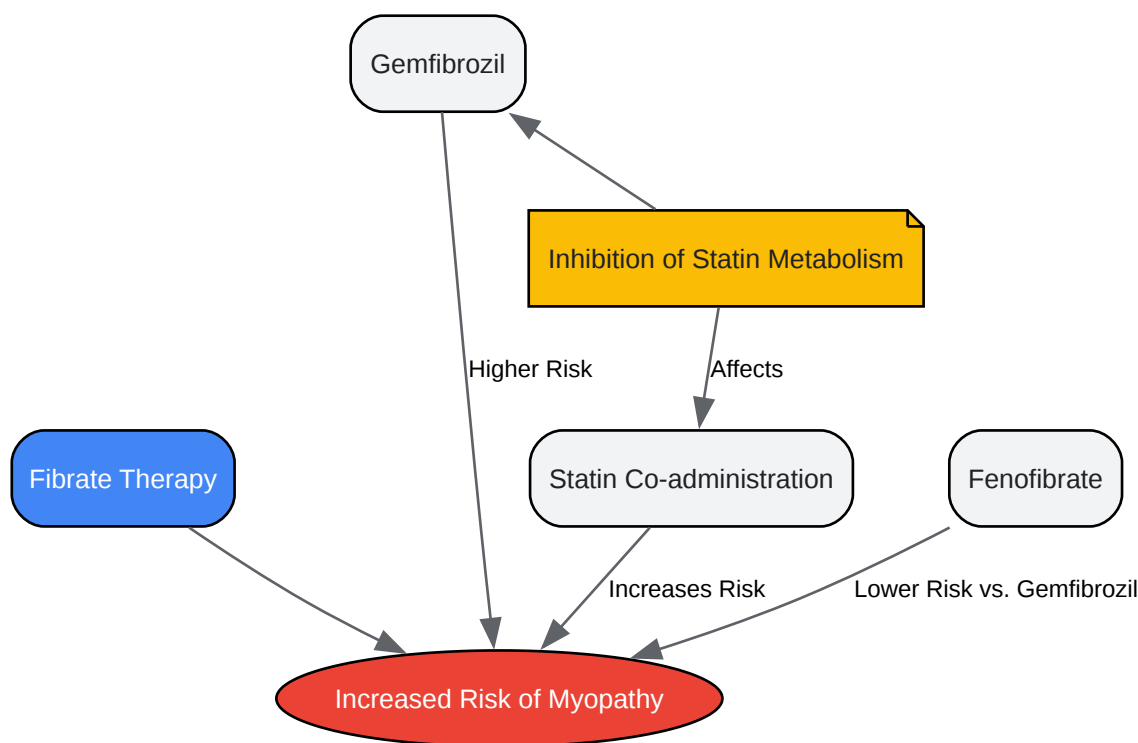 Gemfibrozil
Inhibition of Statin Metabolism
Higher Risk
Affects
Fibrate Therapy
Statin Co-administration
Fenofibrate
Increases Risk
Lower Risk vs. Gemfibrozil
Increased Risk of Myopathy